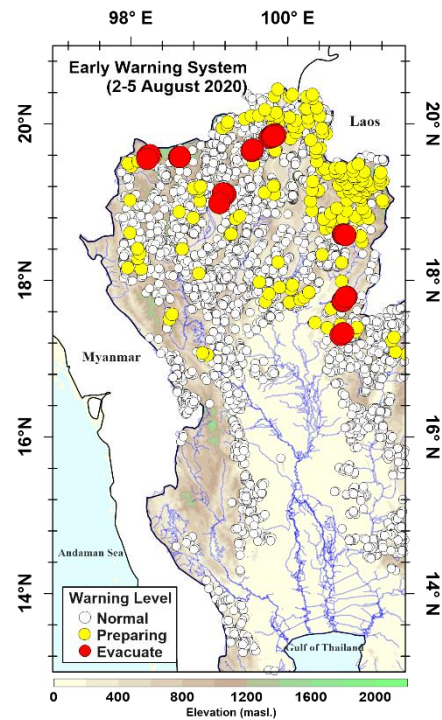 98° E 100° E
Early Warning System
(2-5 August 2020)
Laos
20°N
20° N
18°N
18° N
Myanmar
16°N
16° N
Andaman Sea
14°N
14° N
Warning Level
Normal
Preparing
Evacuate
Gulf of Thailand
0 400 800 1200 1600 2000
Elevation (masl.)